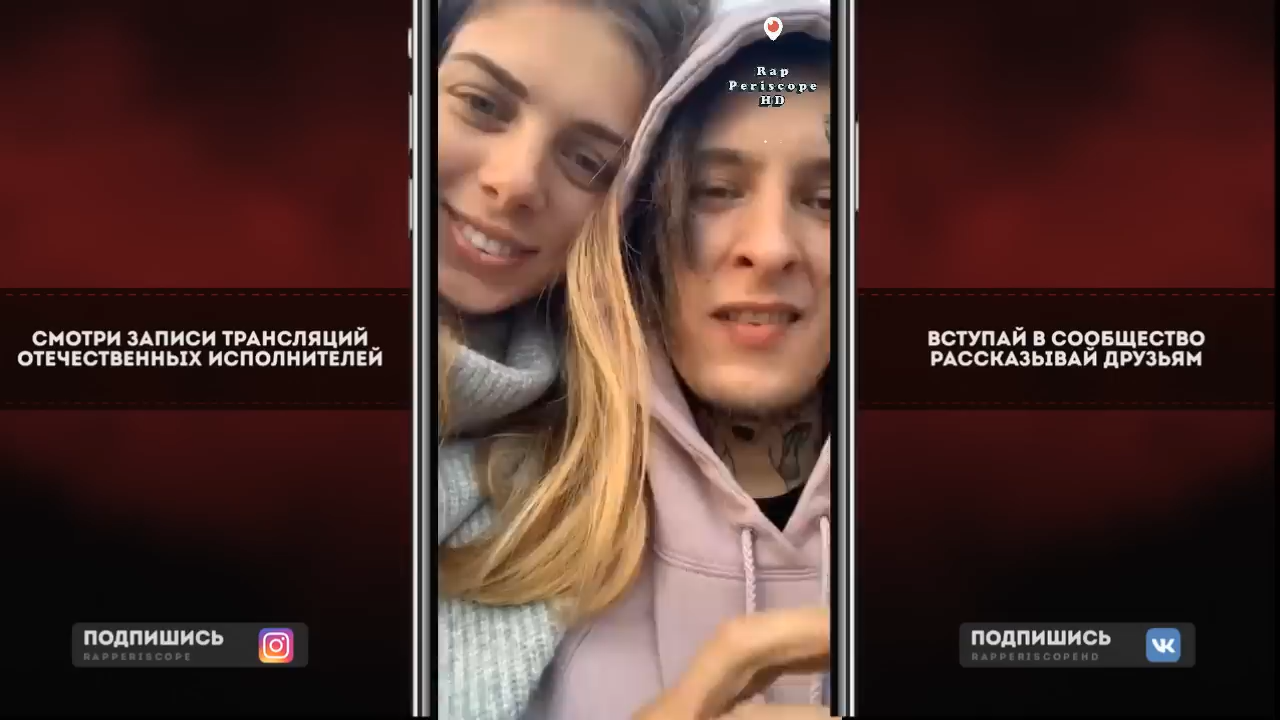 Rap
Periscope
HD
СМОТРИ ЗАПИСИ ТРАНСЛЯЦИЙ
ОТЕЧЕСТВЕННЫХ ИСПОЛНИТЕЛЕЙ
ВСТУПАЙ В СООБЩЕСТВО
РАССКАЗЫВАЙ ДРУЗЬЯМ
ПОДПИШИСЬ
RAPPERISCOPE
ПОДПИШИСЬ
RAPPERISCOPEHD